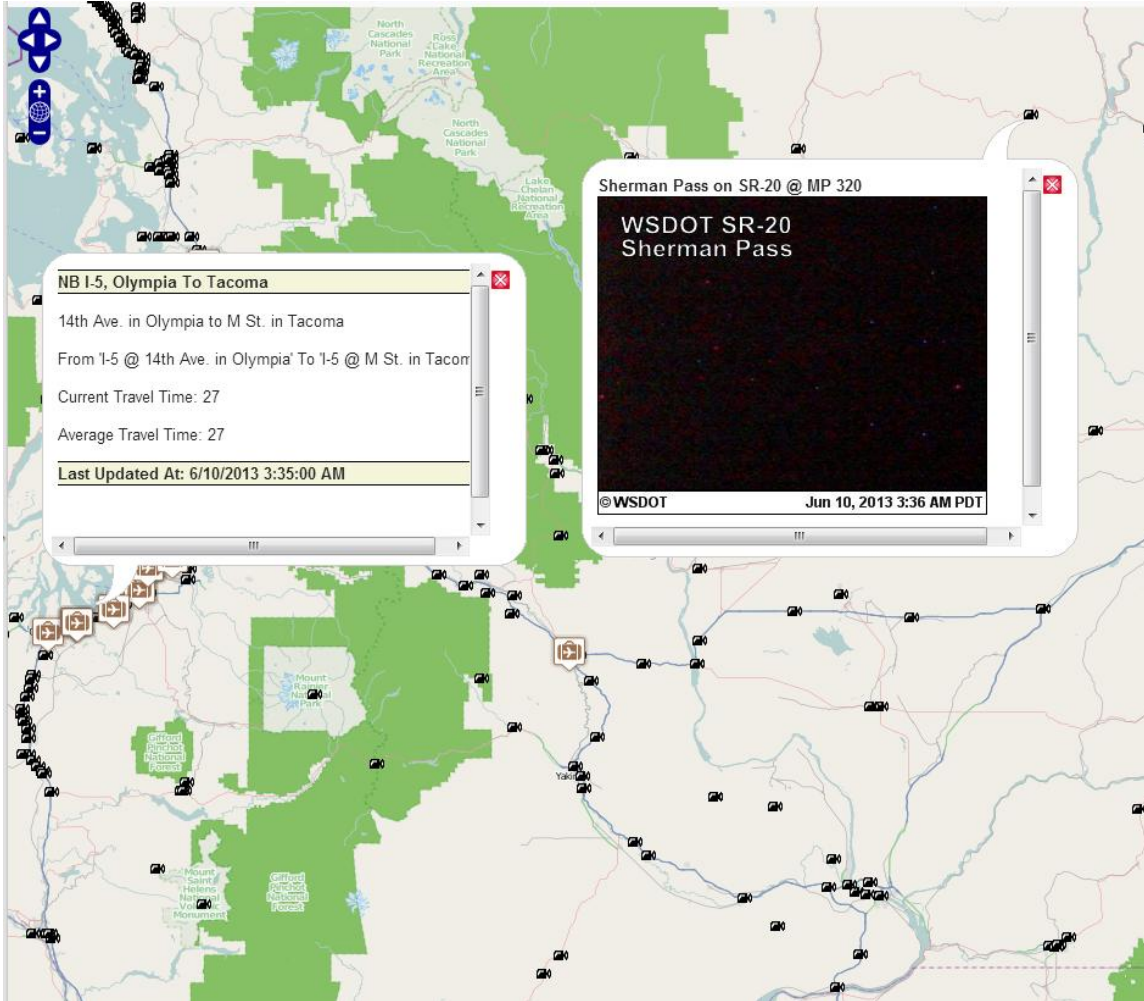 North
Cascades
National
Park
Ross
Lake
National
Recreation
Area
North
Cascades
National
Park
Lake
Chelan
National
Recreation
Area
Sherman Pass on SR-20 @ MP 320
WSDOT SR-20
Sherman Pass
©WSDOT Jun 10, 2013 3:36 AM PDT
NB I-5, Olympia To Tacoma
14th Ave. in Olympia to M St. in Tacoma
From 'I-5 @ 14th Ave. in Olympia' To 'I-5 @ M St. in Tacom
Current Travel Time: 27
Average Travel Time: 27
Last Updated At: 6/10/2013 3:35:00 AM
Mount
Rainier
National
Park
Gifford
Pinchot
National
Forest
Yakim
Mount
Saint
Helens
National
Volcanic
Monument
Gifford
Pinchot
National
Forest